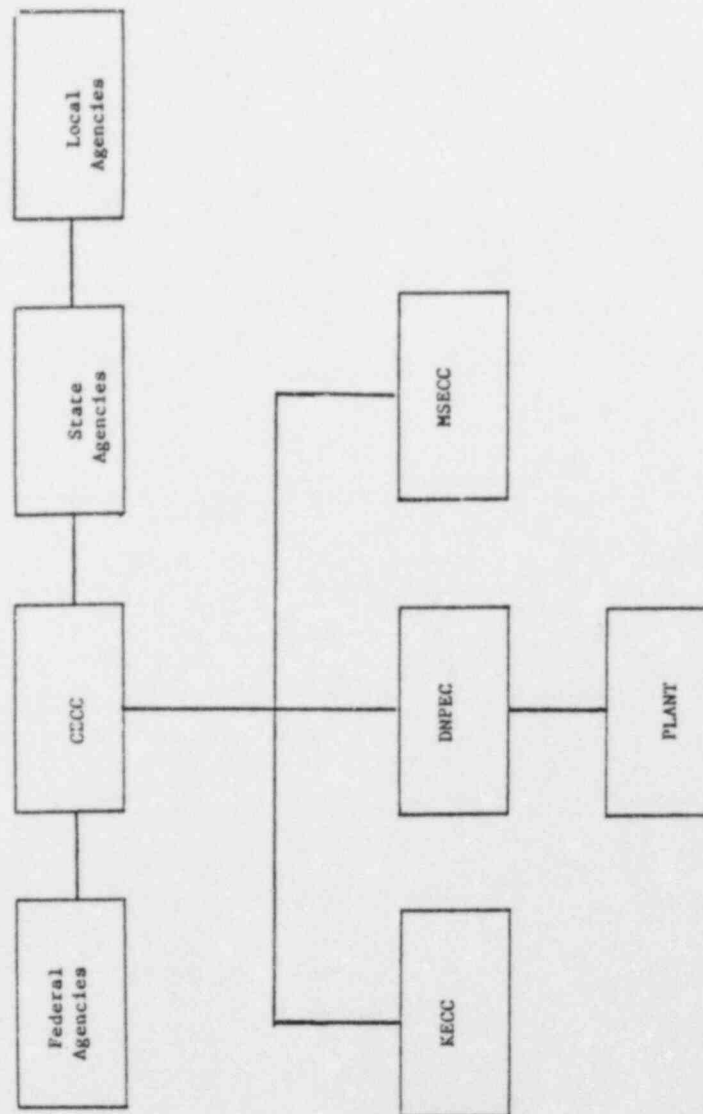 Federal
Agencies
CECC
State
Agencies
Local
Agencies
KECC
DNPEC
MSECC
PLANT